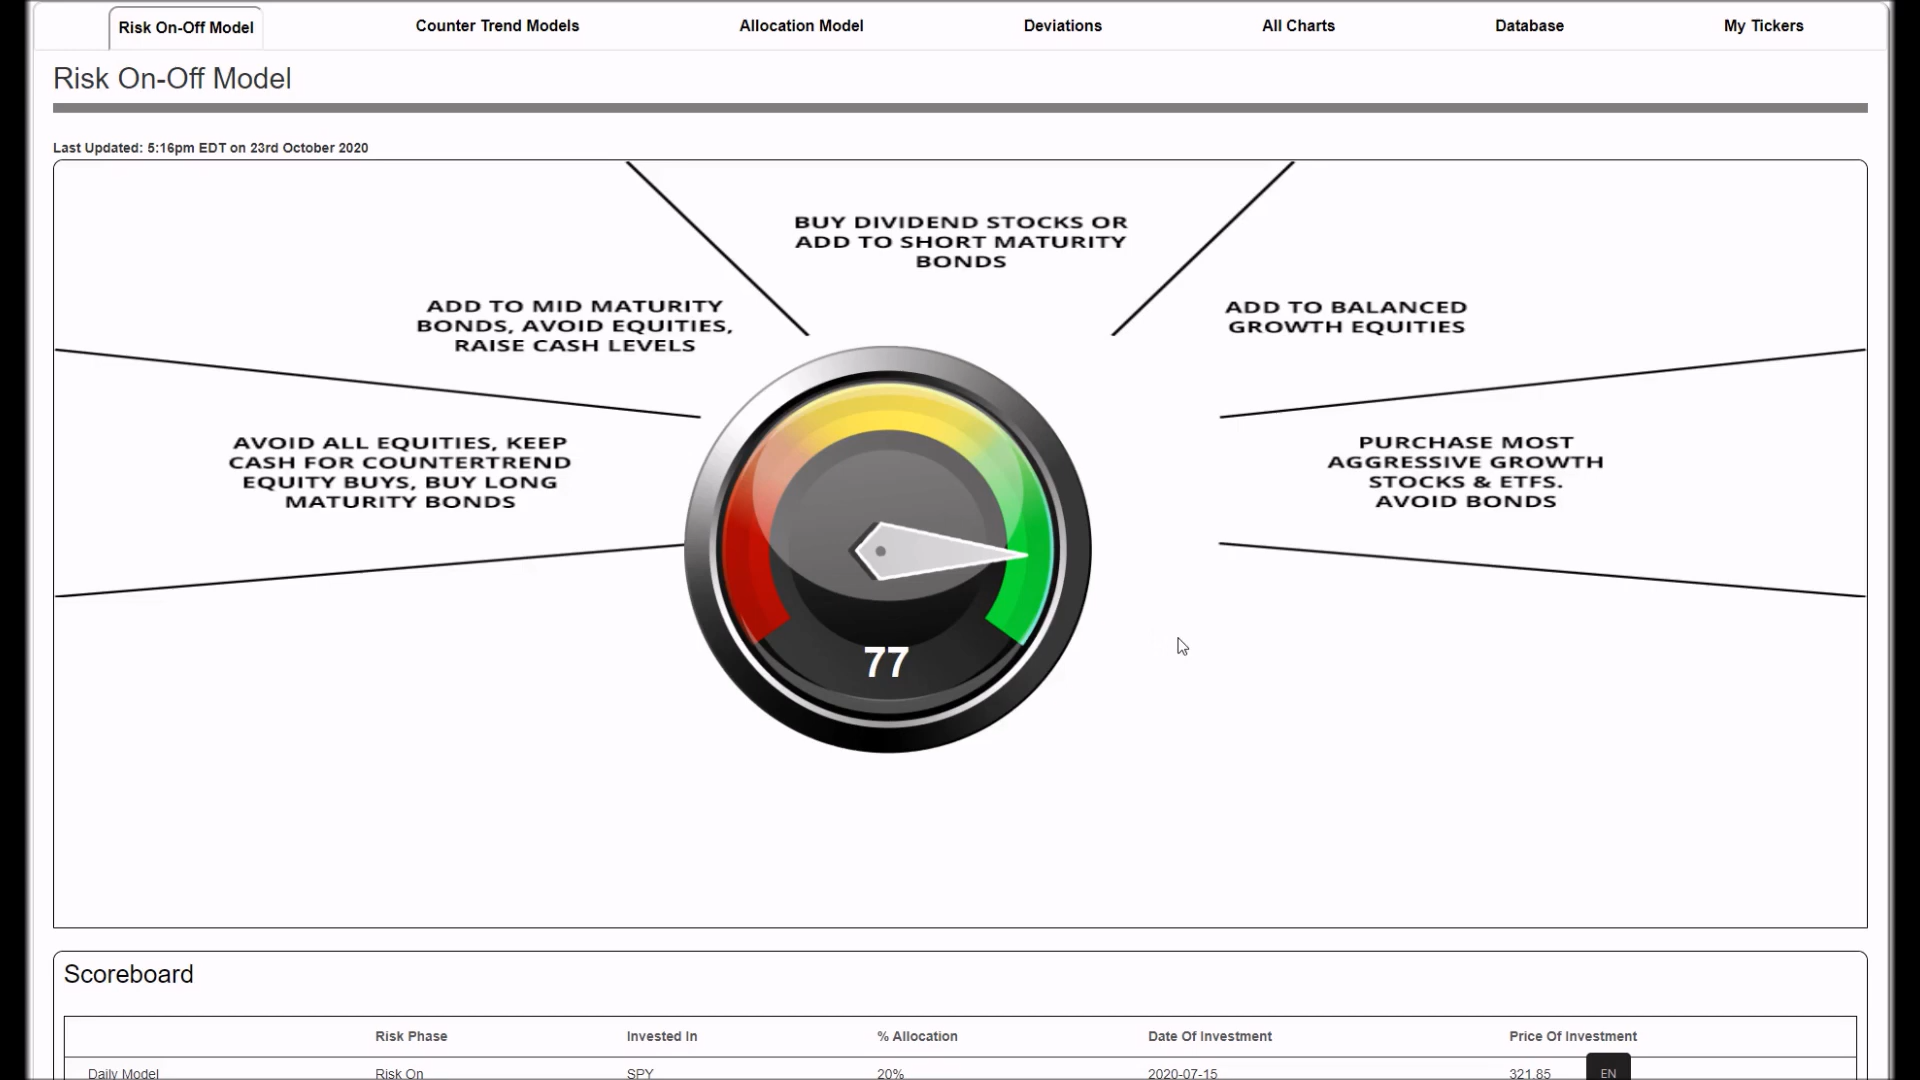 Risk On-Off Model
Counter Trend Models
Allocation Model
Deviations
All Charts
Database
My Tickers
Risk On-Off Model
Last Updated: 5:16pm EDT on 23rd October 2020
BUY DIVIDEND STOCKS OR
ADD TO SHORT MATURITY
BONDS
ADD TO MID MATURITY
BONDS, AVOID EQUITIES,
RAISE CASH LEVELS
ADD TO BALANCED
GROWTH EQUITIES
AVOID ALL EQUITIES, KEEP
CASH FOR COUNTERTREND
EQUITY BUYS, BUY LONG
MATURITY BONDS
PURCHASE MOST
AGGRESSIVE GROWTH
STOCKS & ETFS.
AVOID BONDS
77
Scoreboard
Risk Phase
Invested In
% Allocation
Date Of Investment
Price Of Investment
Daily Model
Risk On
SPY
20%
2020-07-15
321.85
EN